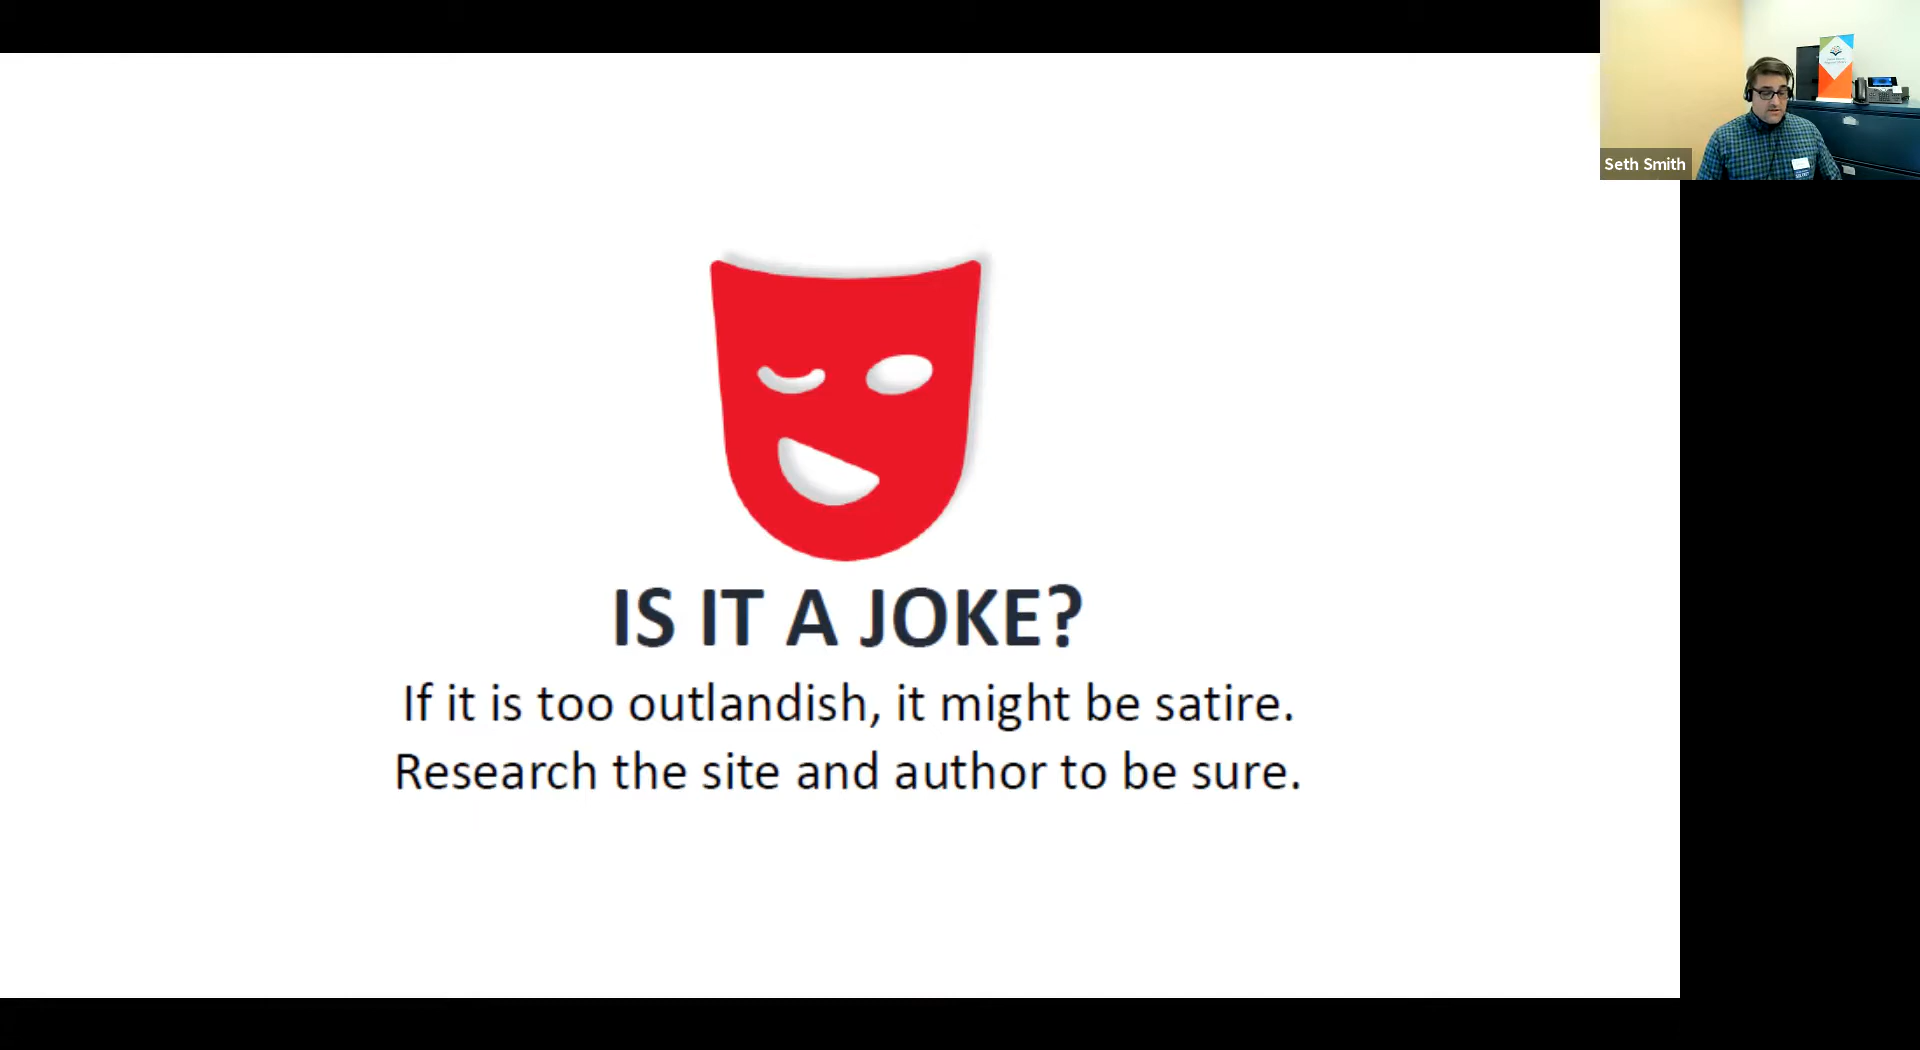 Seth Smith
IS IT A JOKE?
If it is too outlandish, it might be satire.
Research the site and author to be sure.